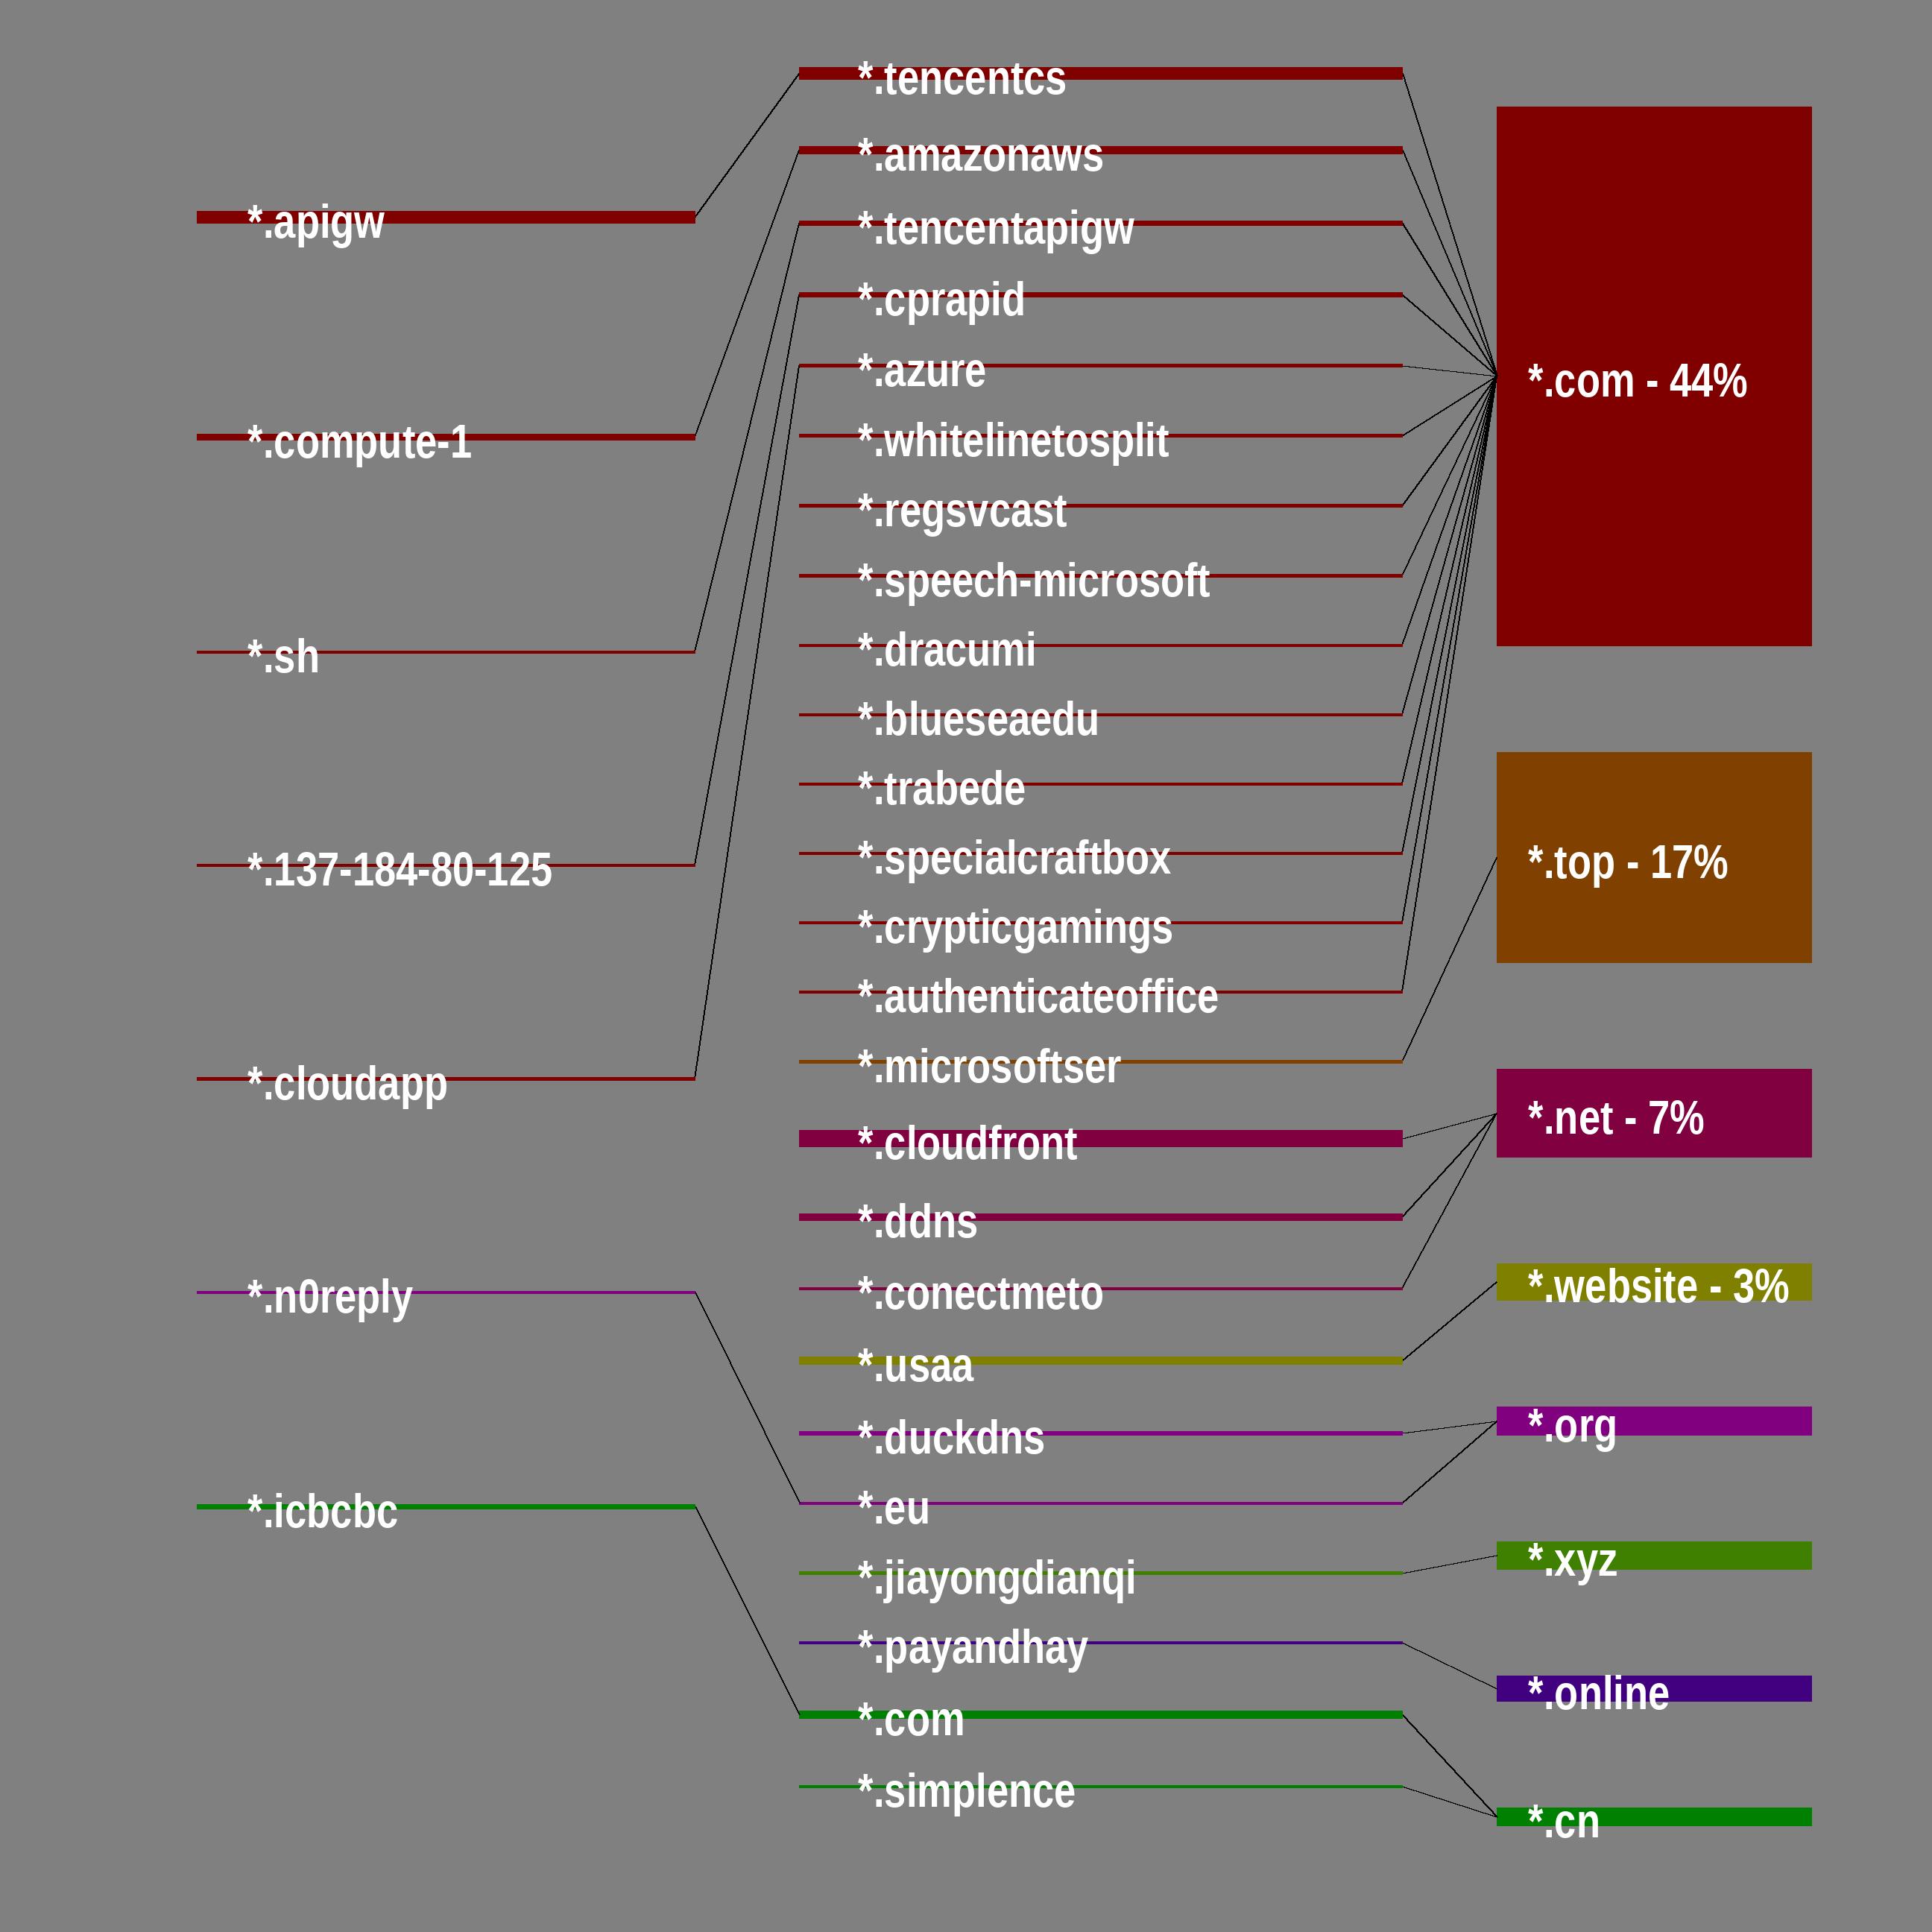 *.apigw
*.compute-1
*.sh
*.137-184-80-125
*.cloudapp
*.n0reply
*.icbcbc
*.tencentcs
*.amazonaws
*.tencentapigw
*.cprapid
*.azure
*.whitelinetosplit
*.regsvcast
*.speech-microsoft
*.dracumi
*.blueseaedu
*.trabede
*.specialcraftbox
*.crypticgamings
*.authenticateoffice
*.microsoftser
*.cloudfront
*.ddns
*.conectmeto
*.usaa
*.duckdns
*.eu
*.jiayongdianqi
*.payandhay
*.com
*.simplence
*.com - 44%
*.top - 17%
*.net - 7%
*.website - 3%
*.org
*.xyz
*.online
*.cn